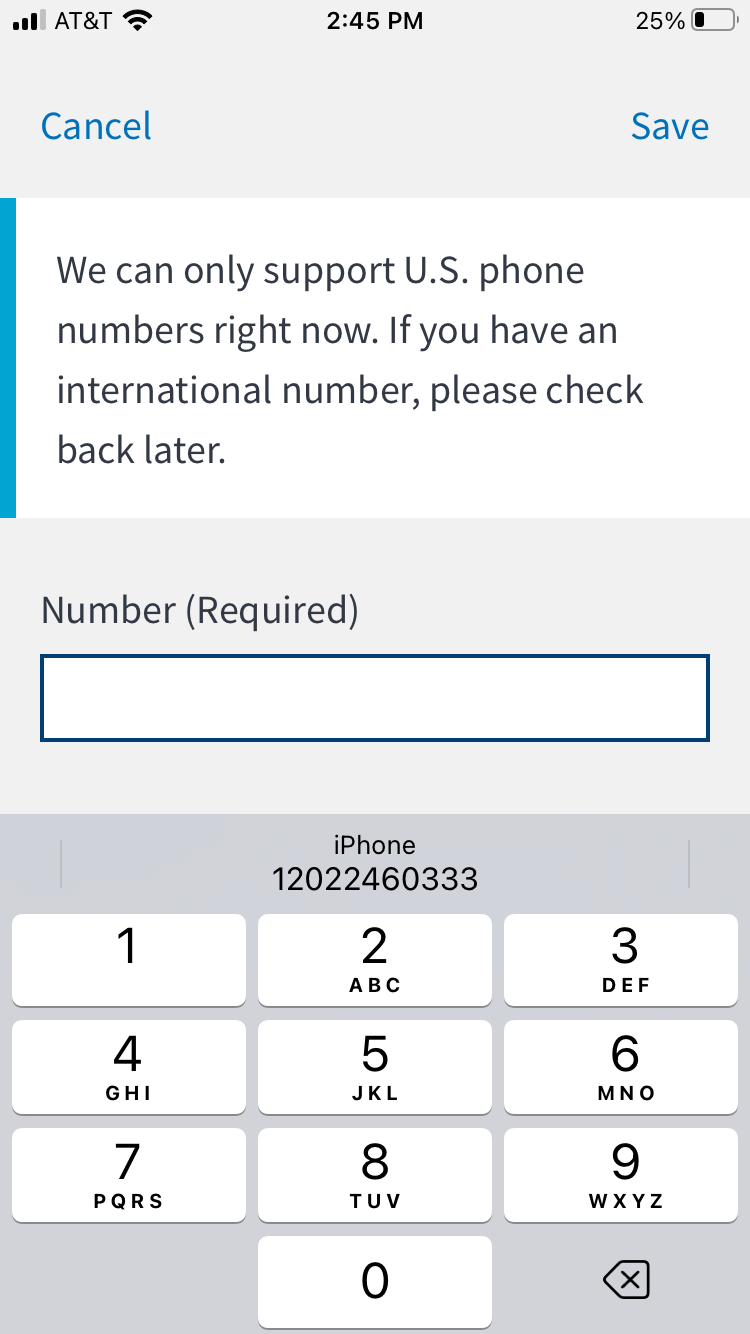 AT&T 2:45 PM 25%
Cancel Save
We can only support U.S. phone
numbers right now. If you have an
international number, please check
back later.
Number (Required)
iPhone
12022460333
1 2 3
ABC DEF
4 5 6
GHI JKL MNO
7 8 9
PQRS TUV WXYZ
0